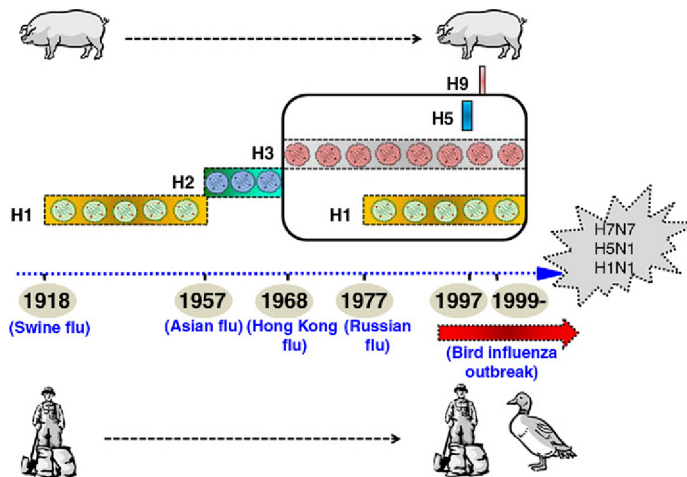 H9
H5
H3
H2
H1
H1
H7N7
H5N1
H1N1
1918
1957
1968
1977
1997
1999-
(Swine flu)
(Asian flu)
(Hong Kong
flu)
(Russian
flu)
(Bird influenza
outbreak)